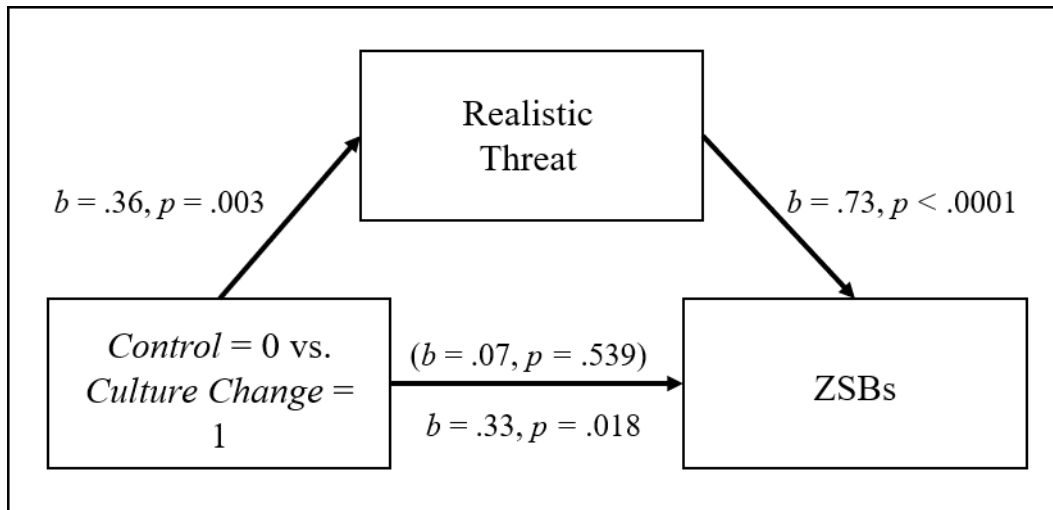 Realistic
Threat
b = .36, p = .003
b = .73, p < .0001
Control = 0 vs.
Culture Change =
1
(b = .07, p = .539)
b = .33, p = .018
ZSBs